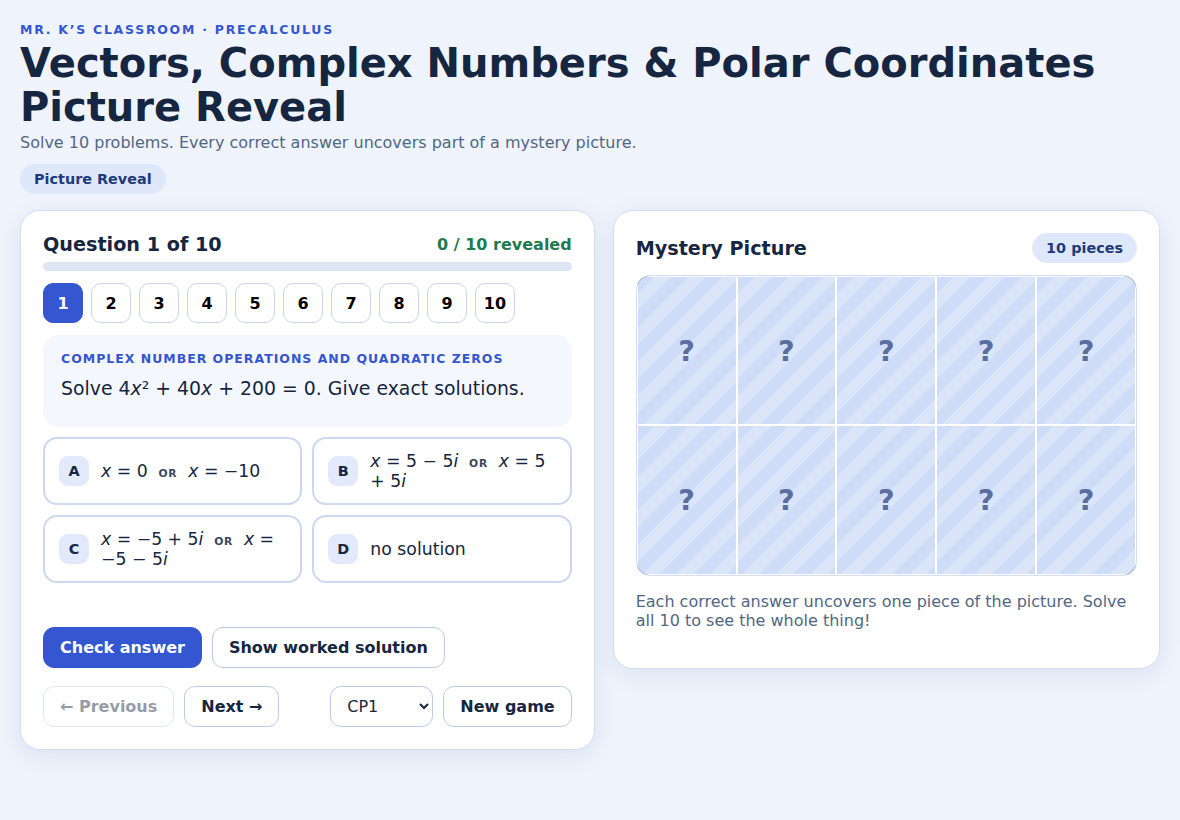 MR. K’S CLASSROOM · PRECALCULUS
Vectors, Complex Numbers & Polar Coordinates
Picture Reveal
Solve 10 problems. Every correct answer uncovers part of a mystery picture.
Picture Reveal
Question 1 of 10
0 / 10 revealed
1 2 3 4 5 6 7 8 9 10
COMPLEX NUMBER OPERATIONS AND QUADRATIC ZEROS
Solve 4x² + 40x + 200 = 0. Give exact solutions.
A x = 0 OR x = −10
B x = 5 − 5i OR x = 5
+ 5i
C x = −5 + 5i OR x =
−5 − 5i
D no solution
Check answer
Show worked solution
← Previous
Next →
CP1
New game
Mystery Picture
10 pieces
? ? ? ? ?
? ? ? ? ?
Each correct answer uncovers one piece of the picture. Solve
all 10 to see the whole thing!